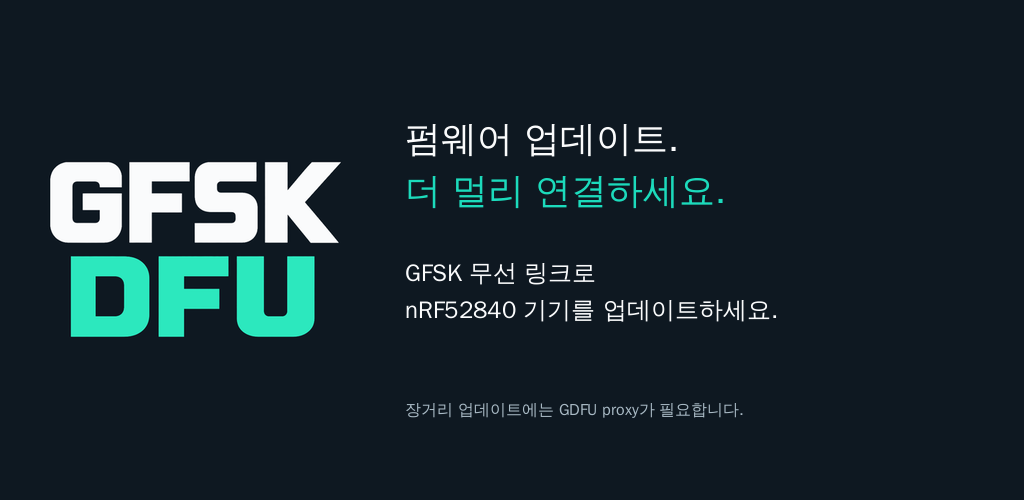 GFSK
DFU
펌웨어 업데이트.
더 멀리 연결하세요.
GFSK 무선 링크로
nRF52840 기기를 업데이트하세요.
장거리 업데이트에는 GDFU proxy가 필요합니다.